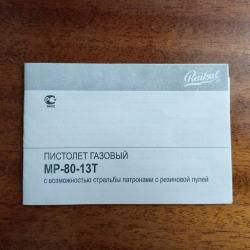 Baikal
ПИСТОЛЕТ ГАЗОВЫЙ
МР-80-13Т
с возможностью стрельбы патронами с резиновой пулей